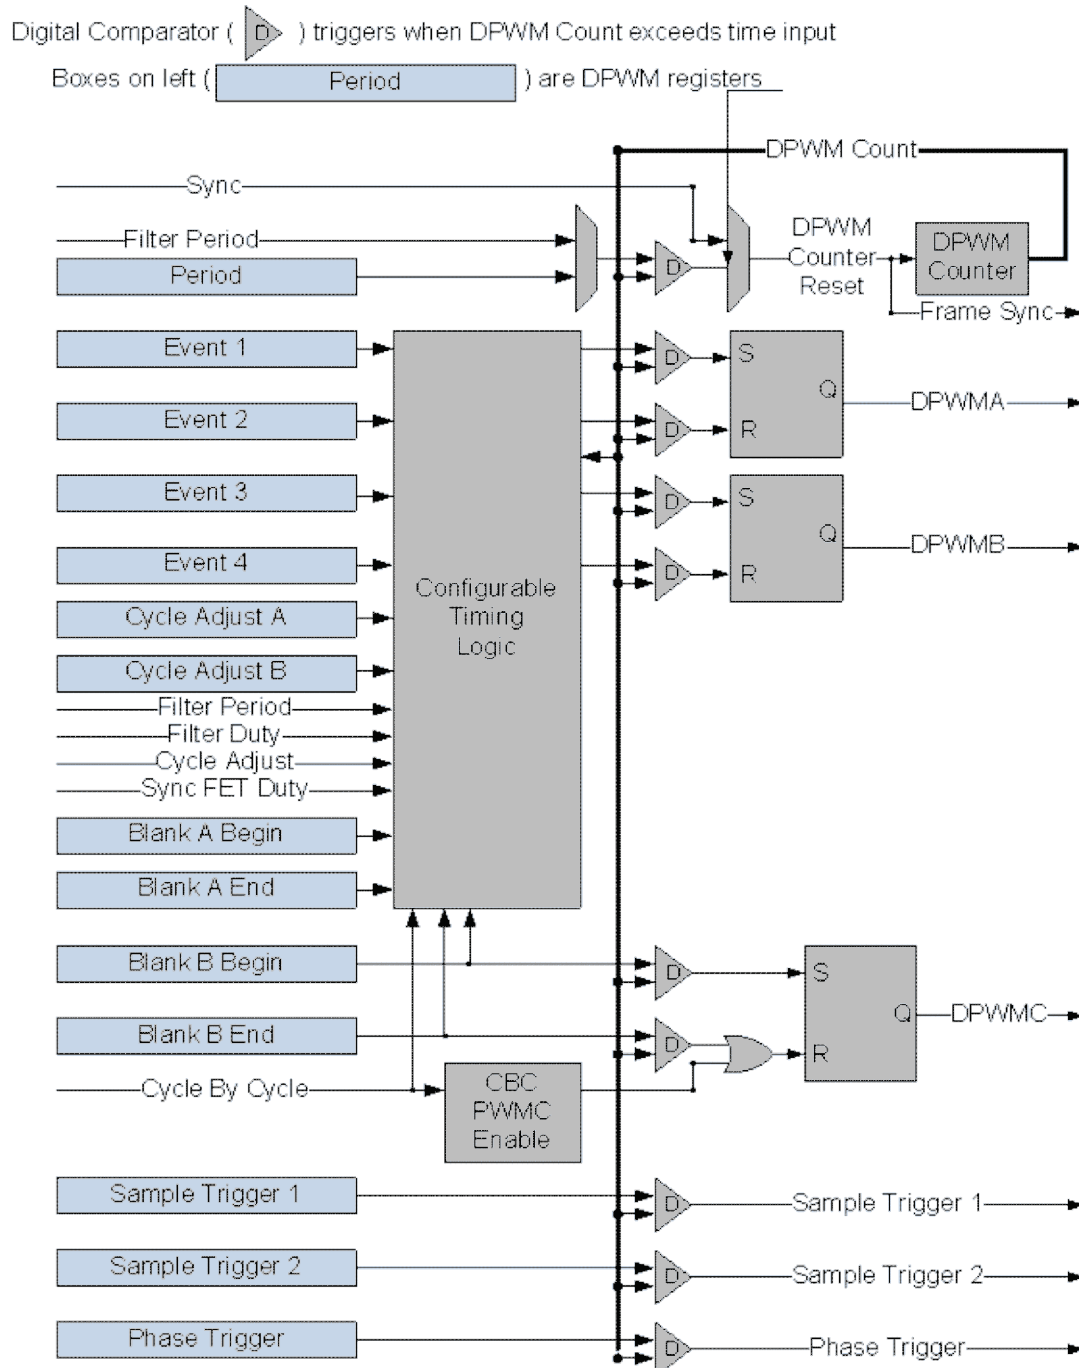 Digital Comparator ( D ) triggers when DPWM Count exceeds time input
Boxes on left ( Period ) are DPWM registers
DPWM Count
Sync
Filter Period
Period
D
DPWM
Counter
Reset
DPWM
Counter
Frame Sync
Event 1
D
S
Q
DPWMA
Event 2
D
R
Event 3
D
S
Q
DPWMB
Event 4
D
R
Configurable
Timing
Logic
Cycle Adjust A
Cycle Adjust B
Filter Period
Filter Duty
Cycle Adjust
Sync FET Duty
Blank A Begin
Blank A End
Blank B Begin
D
S
Q
DPWMC
Blank B End
D
R
Cycle By Cycle
CBC
PWMC
Enable
Sample Trigger 1
D
Sample Trigger 1
Sample Trigger 2
D
Sample Trigger 2
Phase Trigger
D
Phase Trigger